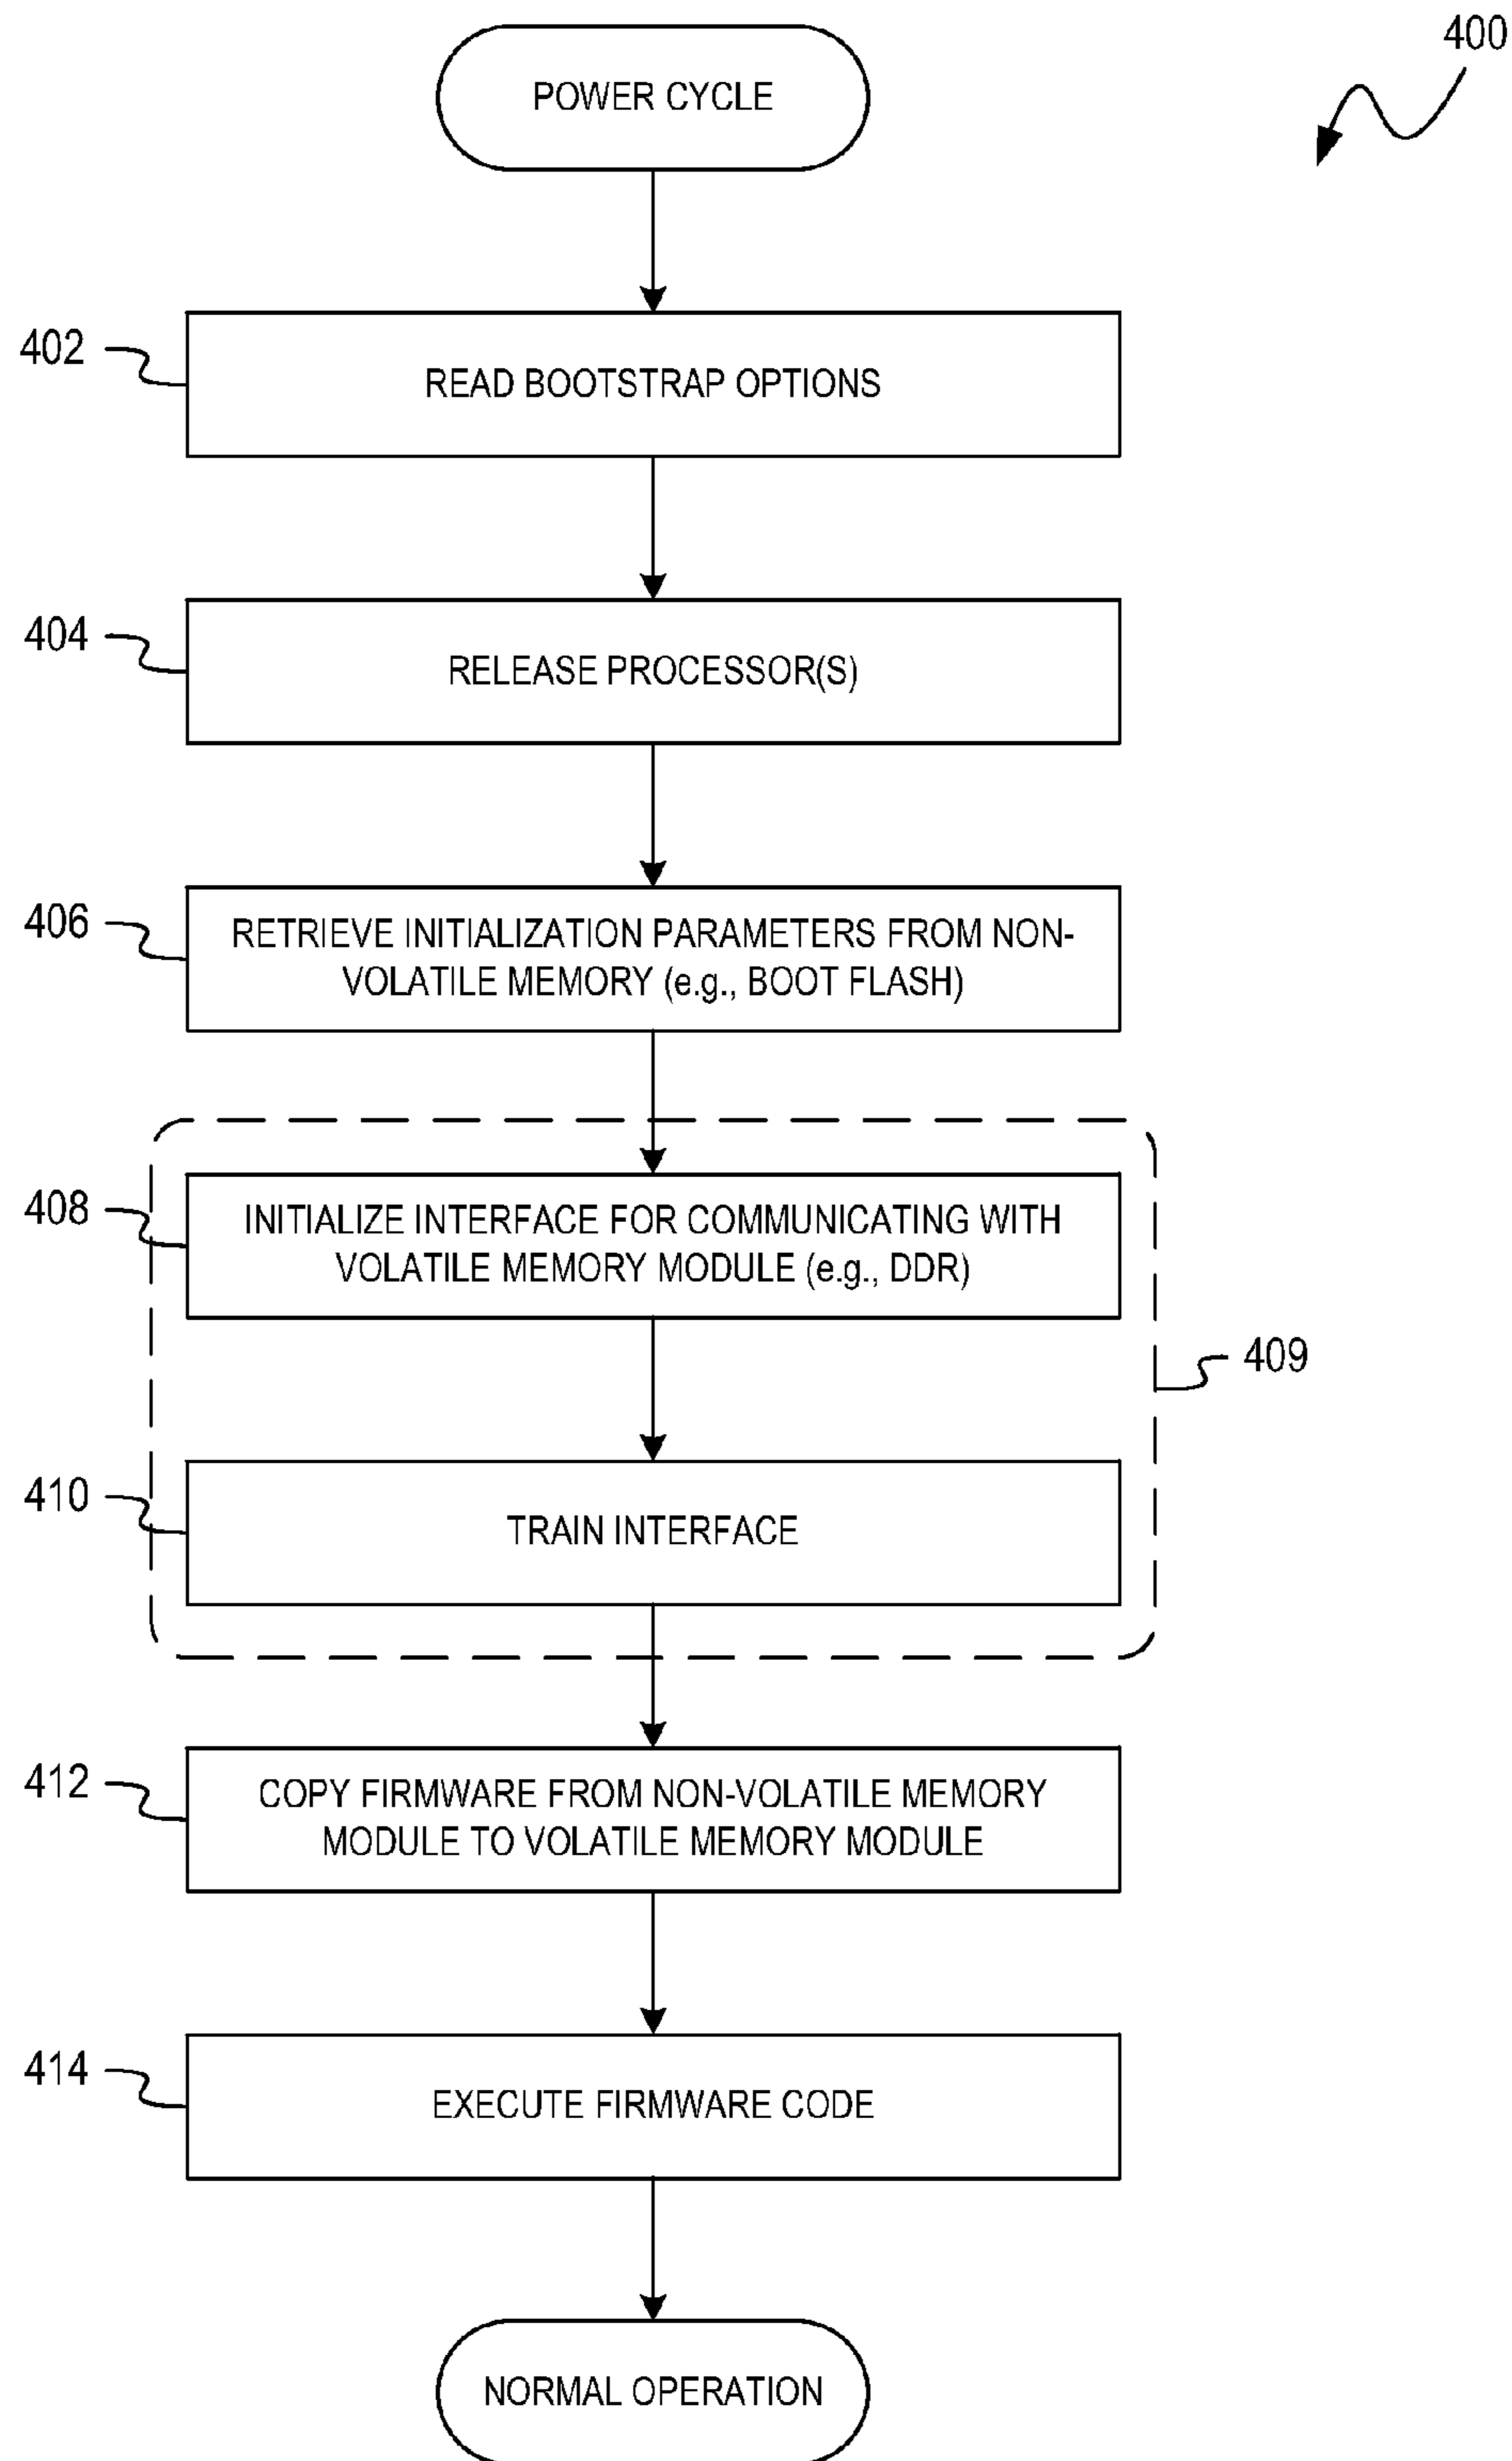 400
POWER CYCLE
402
READ BOOTSTRAP OPTIONS
404
RELEASE PROCESSOR(S)
406
RETRIEVE INITIALIZATION PARAMETERS FROM NON-
VOLATILE MEMORY (e.g., BOOT FLASH)
408
INITIALIZE INTERFACE FOR COMMUNICATING WITH
VOLATILE MEMORY MODULE (e.g., DDR)
409
410
TRAIN INTERFACE
412
COPY FIRMWARE FROM NON-VOLATILE MEMORY
MODULE TO VOLATILE MEMORY MODULE
414
EXECUTE FIRMWARE CODE
NORMAL OPERATION